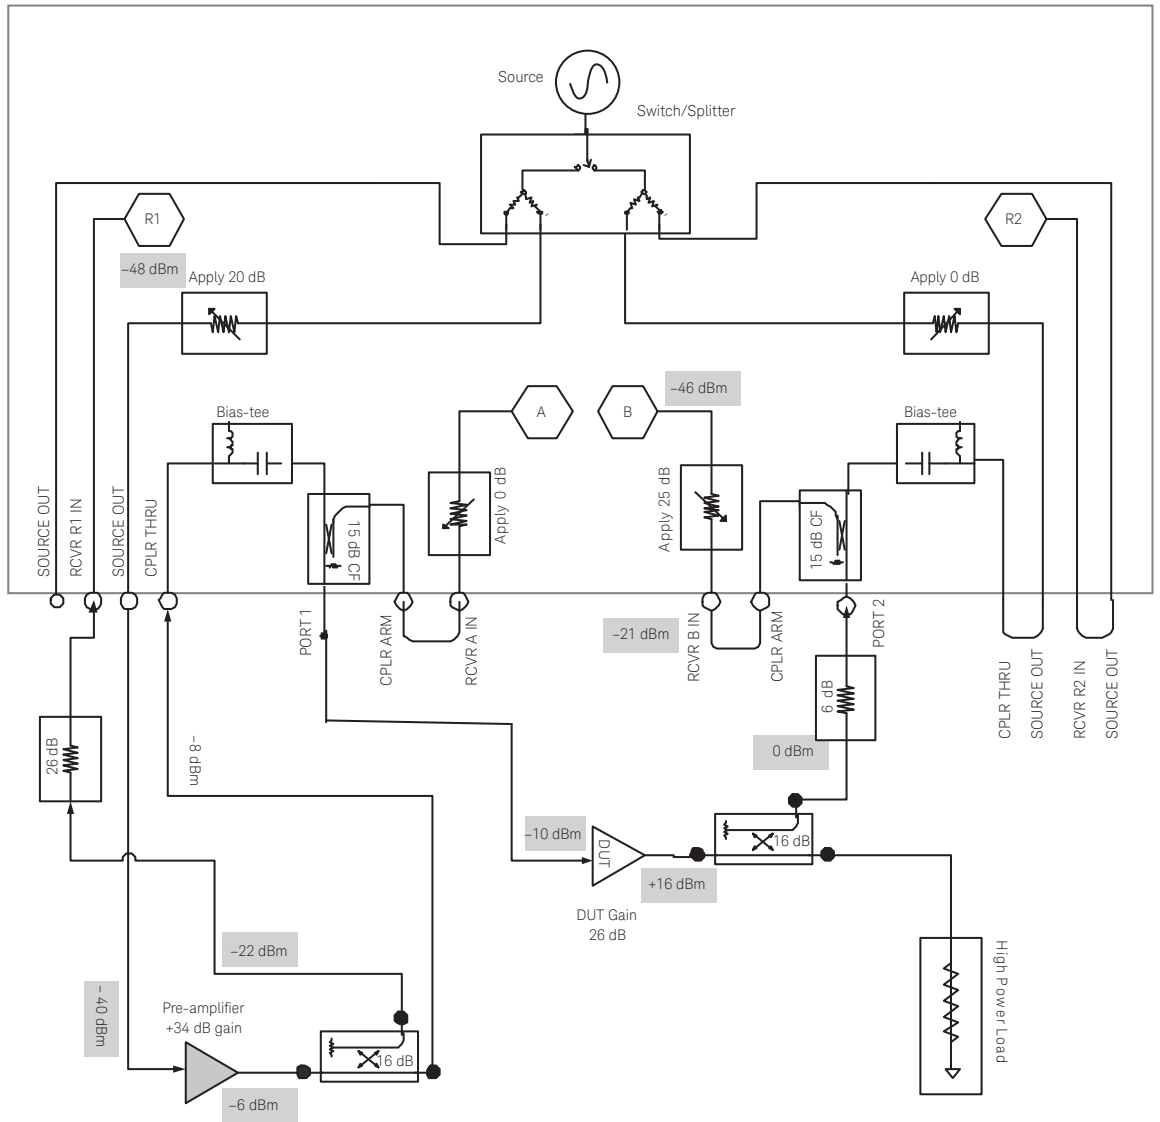 Source
Switch/Splitter
R1
R2
–48 dBm
Apply 20 dB
Apply 0 dB
A
B
–46 dBm
Bias-tee
Bias-tee
Apply 0 dB
Apply 25 dB
15 dB CF
15 dB CF
SOURCE OUT
RCVR R1 IN
SOURCE OUT
CPLR THRU
PORT 1
CPLR ARM
RCVR A IN
–21 dBm
RCVR B IN
CPLR ARM
PORT 2
CPLR THRU
SOURCE OUT
RCVR R2 IN
SOURCE OUT
6 dB
26 dB
–8 dBm
0 dBm
–10 dBm
DUT
16 dB
+16 dBm
DUT Gain
26 dB
–22 dBm
High Power Load
– 40 dBm
Pre-amplifier
+34 dB gain
16 dB
–6 dBm